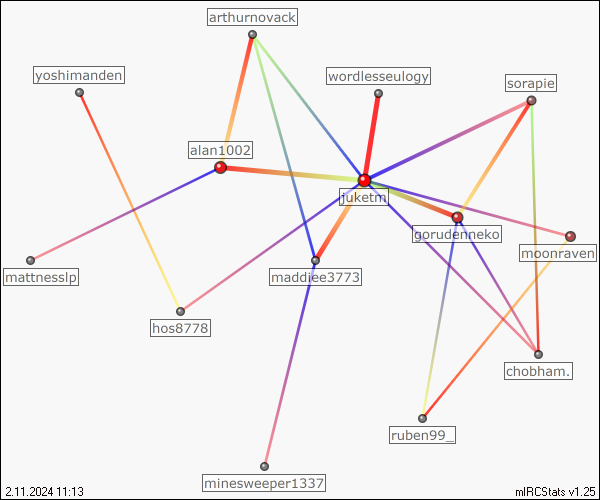 arthurnovack
yoshimanden
wordlesseulogy
sorapie
alan1002
juketm
gorudenneko
moonraven
mattnesslp
maddiee3773
hos8778
chobham.
ruben99_
minesweeper1337
2.11.2024 11:13
mIRCStats v1.25